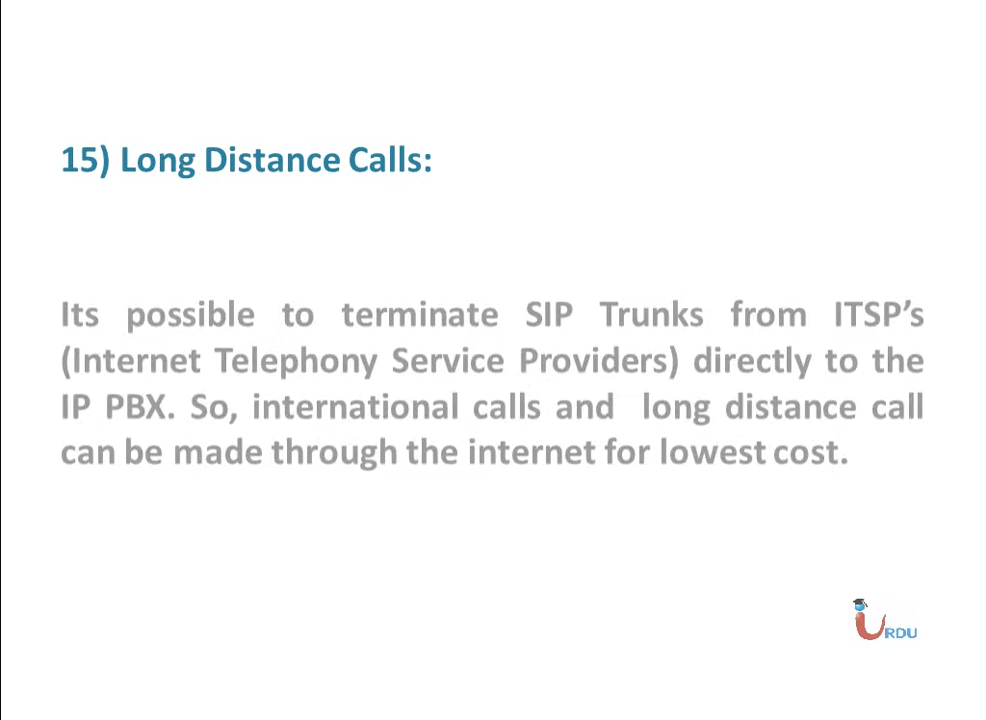 15) Long Distance Calls:
Its possible to terminate SIP Trunks from ITSP’s
(Internet Telephony Service Providers) directly to the
IP PBX. So, international calls and long distance call
can be made through the internet for lowest cost.
URDU